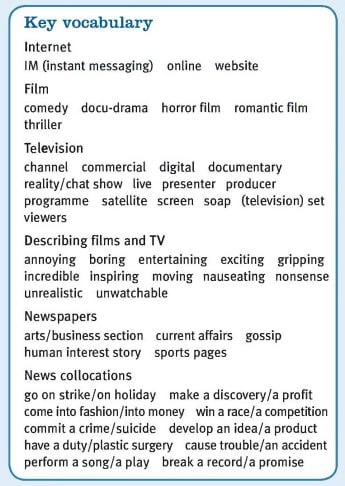 Key vocabulary
Internet
IM (instant messaging) online website
Film
comedy docu-drama horror film romantic film
thriller
Television
channel commercial digital documentary
reality/chat show live presenter producer
programme satellite screen soap (television) set
viewers
Describing films and TV
annoying boring entertaining exciting gripping
incredible inspiring moving nauseating nonsense
unrealistic unwatchable
Newspapers
arts/business section current affairs gossip
human interest story sports pages
News collocations
go on strike/on holiday make a discovery/a profit
come into fashion/into money win a race/a competition
commit a crime/suicide develop an idea/a product
have a duty/plastic surgery cause trouble/an accident
perform a song/a play break a record/a promise